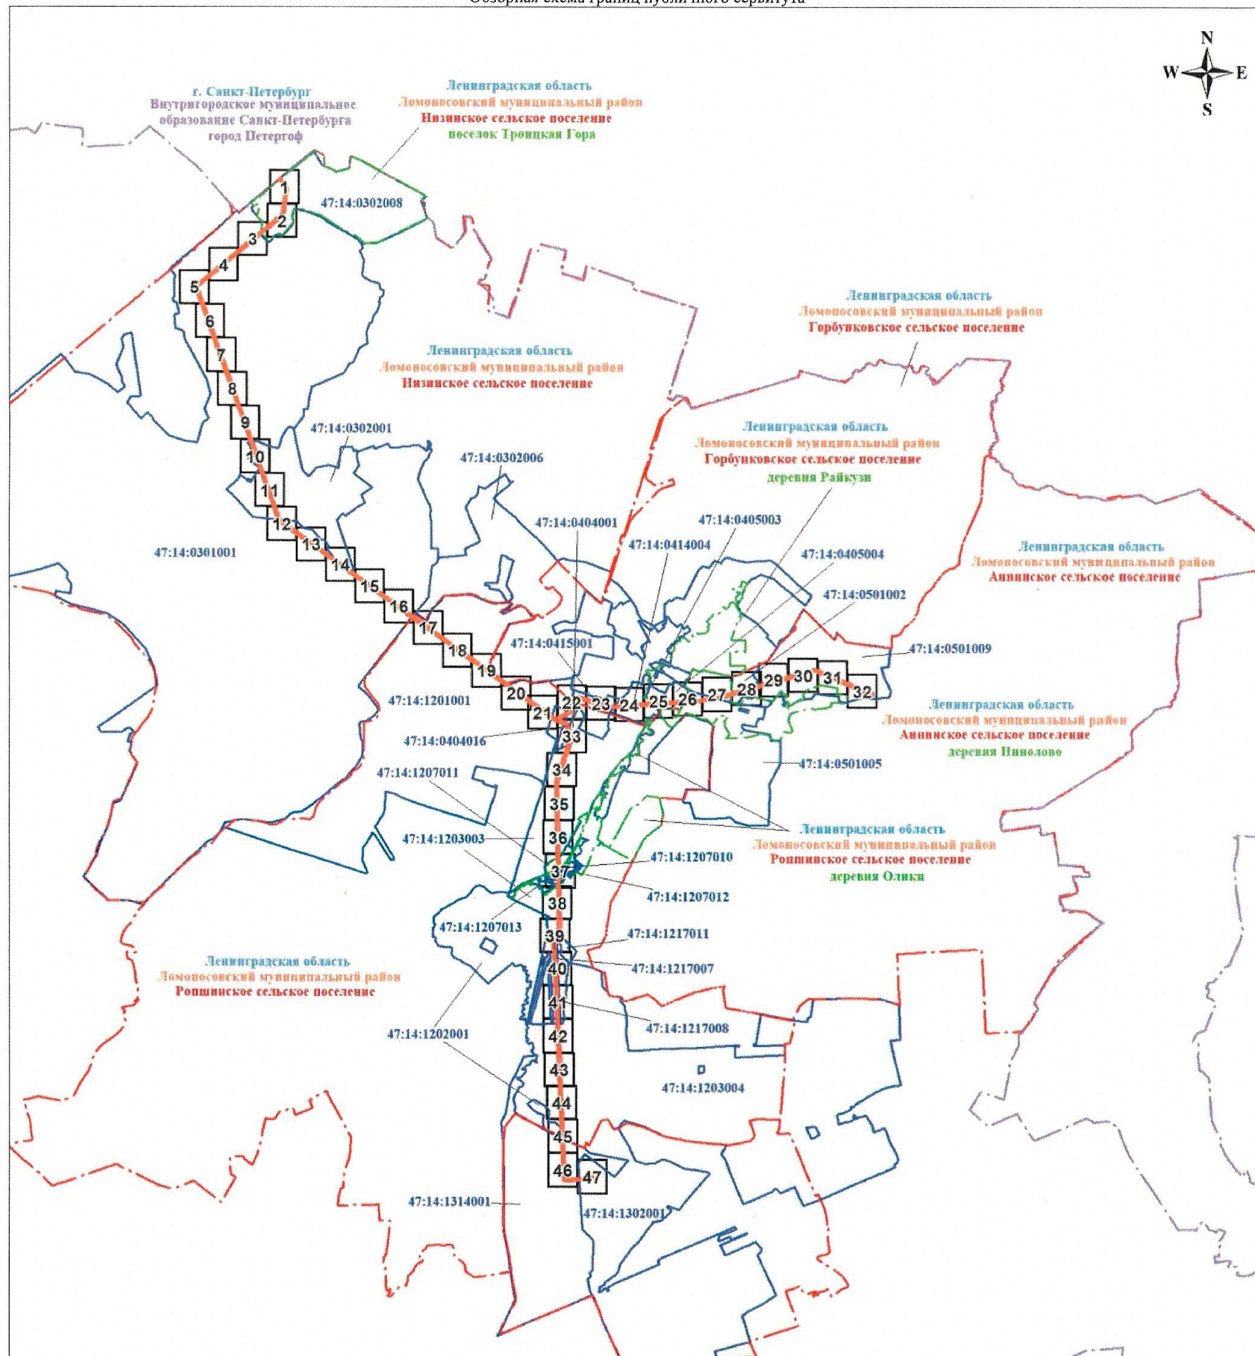 Обзорная схема границ публичного сервитута
N
W E
S
г. Санкт-Петербург
Внутригородское муниципальное
образование Санкт-Петербурга
город Петергоф
Ленинградская область
Ломоносовский муниципальный район
Низинское сельское поселение
поселок Троицкая Гора
47:14:0302008
1
2
3
4
5
6
7
8
9
10
11
12
13
14
15
16
17
18
19
20
21
22
23
24
25
26
27
28
29
30
31
32
33
34
35
36
37
38
39
40
41
42
43
44
45
46
47
Ленинградская область
Ломоносовский муниципальный район
Горбунковское сельское поселение
Ленинградская область
Ломоносовский муниципальный район
Низинское сельское поселение
47:14:0302001
47:14:0302006
Ленинградская область
Ломоносовский муниципальный район
Горбунковское сельское поселение
деревня Райкузи
47:14:0404001
47:14:0405003
47:14:0414004
47:14:0405004
47:14:0301001
Ленинградская область
Ломоносовский муниципальный район
Аннинское сельское поселение
47:14:0501002
47:14:0415001
47:14:0501009
47:14:1201001
47:14:0404016
Ленинградская область
Ломоносовский муниципальный район
Аннинское сельское поселение
деревня Иннолово
47:14:0501005
47:14:1207011
47:14:1203003
Ленинградская область
Ломоносовский муниципальный район
Ропшинское сельское поселение
деревня Олики
47:14:1207010
47:14:1207012
47:14:1207013
47:14:1217011
47:14:1217007
Ленинградская область
Ломоносовский муниципальный район
Ропшинское сельское поселение
47:14:1202001
47:14:1217008
47:14:1203004
47:14:1314001
47:14:1302001